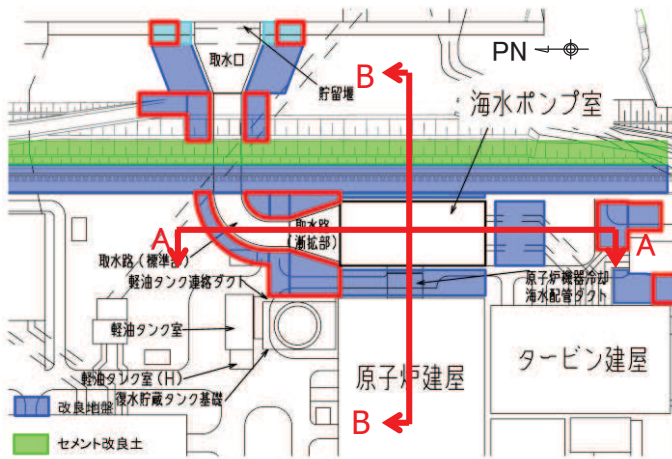 取水口
貯留堰
B
PN
海水ポンプ室
A
取水路
(漸拡部)
A
取水路(標準部)
軽油タンク連絡ダクト
原子炉機器冷却
海水配管ダクト
軽油タンク室
タービン建屋
原子炉建屋
軽油タンク室(H)
復水貯蔵タンク基礎
B
改良地盤
セメント改良土